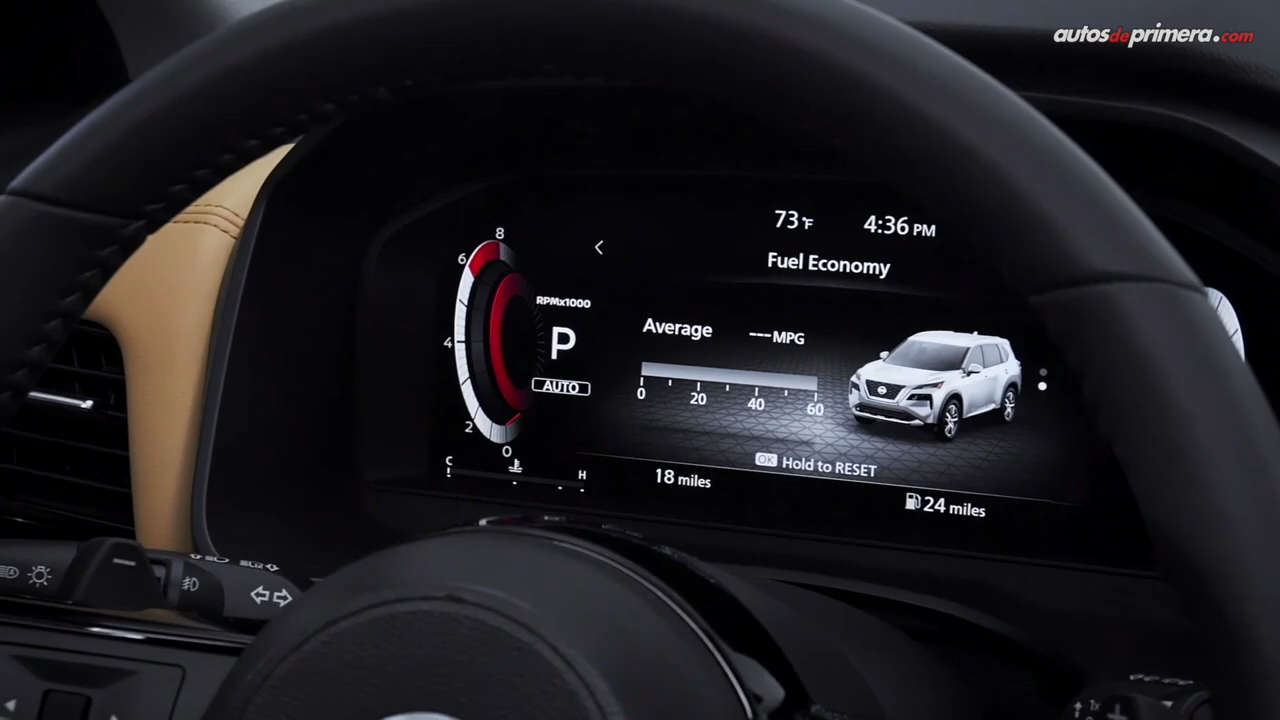 autosdeprimera.com
73°F 4:36 PM
Fuel Economy
8
6
4
2
0
RPMx1000
P
AUTO
C H
Average ---MPG
0 20 40 60
OK Hold to RESET
18 miles
24 miles
1x